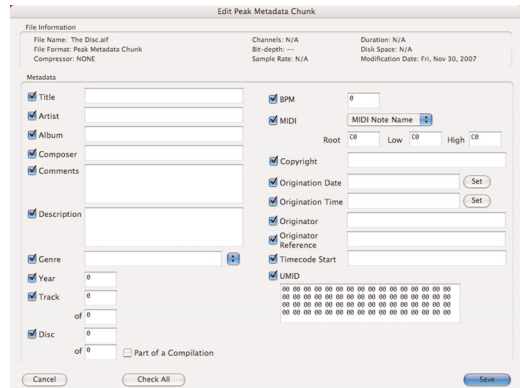 Edit Peak Metadata Chunk
File Information
File Name: The Disc.aif
File Format: Peak Metadata Chunk
Compressor: NONE
Channels: N/A
Bit-depth: --
Sample Rate: N/A
Duration: N/A
Disk Space: N/A
Modification Date: Fri, Nov 30, 2007
Metadata
Title
Artist
Album
Composer
Comments
Description
Genre
Year 0
Track 0
of 0
Disc 0
of 0 Part of a Compilation
BPM 0
MIDI MIDI Note Name
Root C0 Low C0 High C0
Copyright
Origination Date Set
Origination Time Set
Originator
Originator
Reference
Timecode Start
UMID
00 00 00 00 00 00 00 00 00 00 00 00 00 00 00 00
00 00 00 00 00 00 00 00 00 00 00 00 00 00 00 00
00 00 00 00 00 00 00 00 00 00 00 00 00 00 00 00
00 00 00 00 00 00 00 00 00 00 00 00 00 00 00 00
Cancel Check All Save